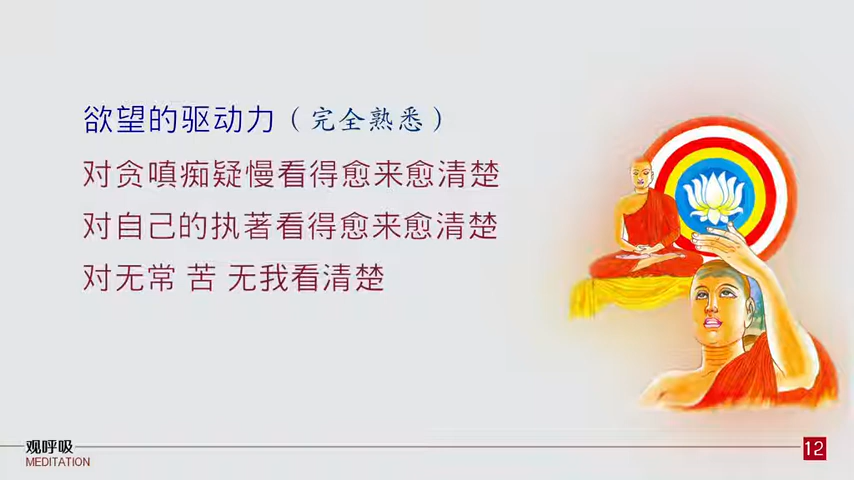 欲望的驱动力（完全熟悉）
对贪嗔痴疑慢看得愈来愈清楚
对自己的执著看得愈来愈清楚
对无常 苦 无我看清楚
观呼吸
MEDITATION
12